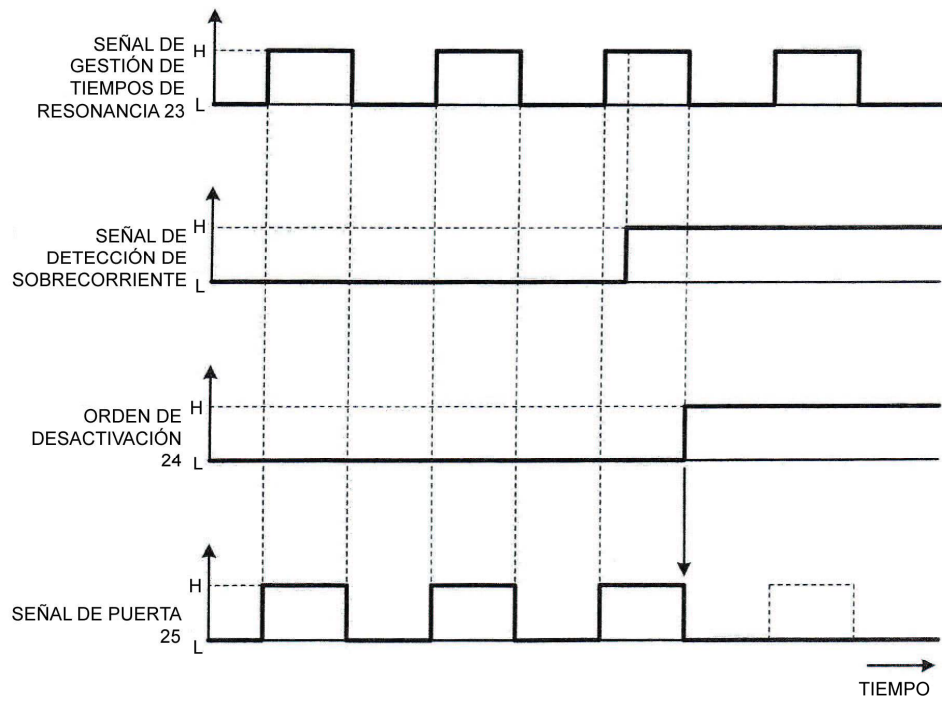 SEÑAL DE
GESTIÓN DE
TIEMPOS DE
RESONANCIA 23
H
L
SEÑAL DE
DETECCIÓN DE
SOBRECORRIENTE
H
L
ORDEN DE
DESACTIVACIÓN
24
H
L
SEÑAL DE PUERTA
25
H
L
TIEMPO